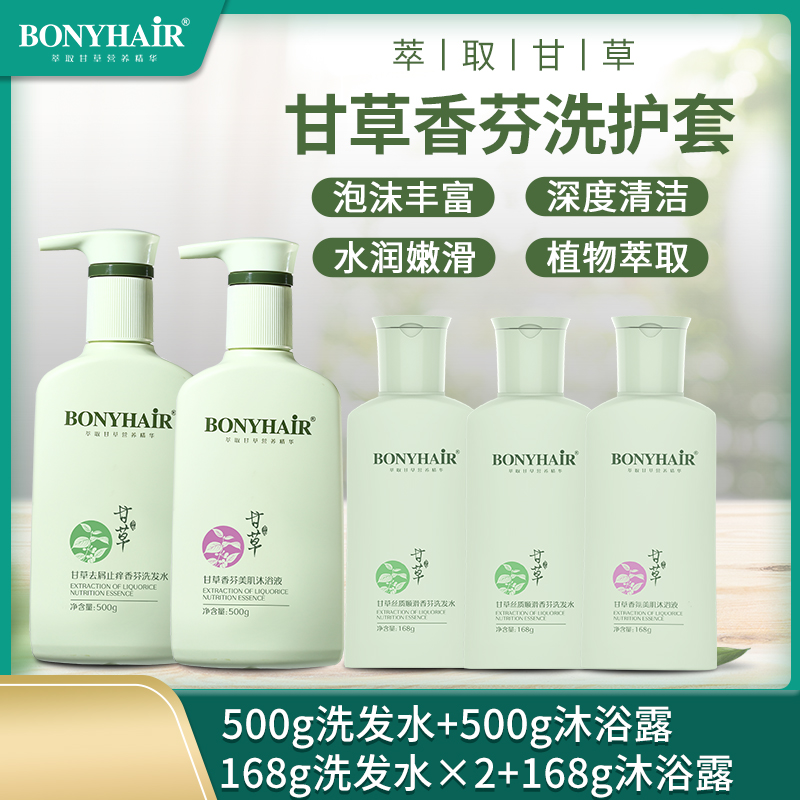 BONYHAIR®
萃取甘草营养精华
萃取甘草
甘草香芬洗护套
泡沫丰富
深度清洁
水润嫩滑
植物萃取
BONYHAIR®
萃取甘草营养精华
甘草
甘草去屑止痒香芬洗发水
EXTRACTION OF LIQUORICE
NUTRITION ESSENCE
净含量:500g
BONYHAIR®
萃取甘草营养精华
甘草
甘草香芬美肌沐浴液
EXTRACTION OF LIQUORICE
NUTRITION ESSENCE
净含量:500g
BONYHAIR®
萃取甘草营养精华
甘草
甘草丝质顺滑香芬洗发水
EXTRACTION OF LIQUORICE
NUTRITION ESSENCE
净含量:168g
BONYHAIR®
萃取甘草营养精华
甘草
甘草丝质顺滑香芬洗发水
EXTRACTION OF LIQUORICE
NUTRITION ESSENCE
净含量:168g
BONYHAIR®
萃取甘草营养精华
甘草
甘草香芬美肌沐浴液
EXTRACTION OF LIQUORICE
NUTRITION ESSENCE
净含量:168g
500g洗发水+500g沐浴露
168g洗发水×2+168g沐浴露